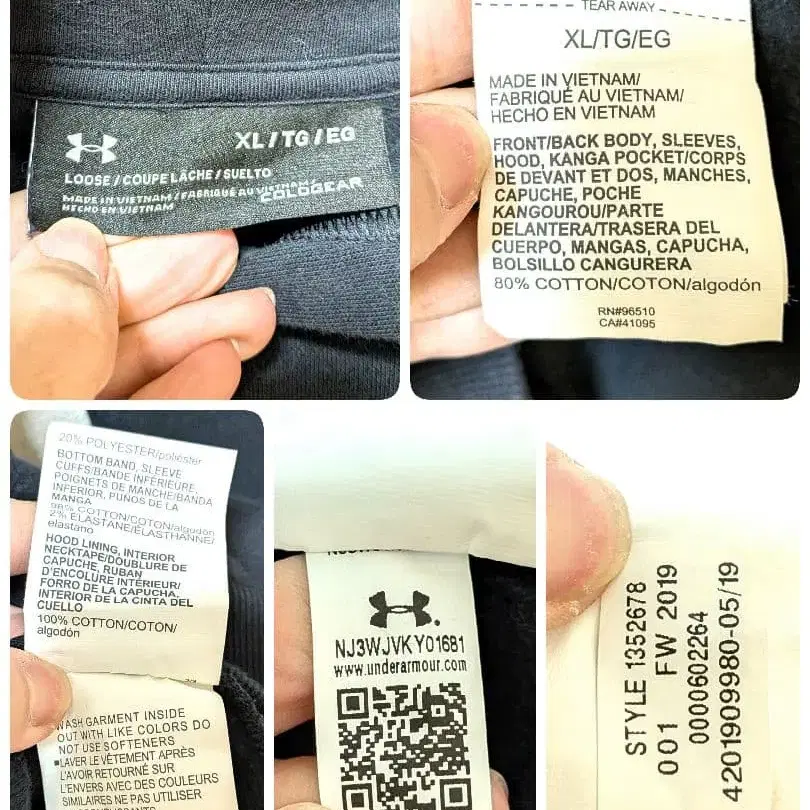 XL/TG/EG
LOOSE/COUPE LÂCHE/SUELTO
MADE IN VIETNAM/FABRIQUÉ AU VIETNAM/
HECHO EN VIETNAM
COLDGEAR
TEAR AWAY
XL/TG/EG
MADE IN VIETNAM/
FABRIQUÉ AU VIETNAM/
HECHO EN VIETNAM
FRONT/BACK BODY, SLEEVES,
HOOD, KANGA POCKET/CORPS
DE DEVANT ET DOS, MANCHES,
CAPUCHE, POCHE
KANGOUROU/PARTE
DELANTERA/TRASERA DEL
CUERPO, MANGAS, CAPUCHA,
BOLSILLO CANGURERA
80% COTTON/COTON/algodón
RN#96510
CA#41095
20% POLYESTER/poliéster
BOTTOM BAND, SLEEVE
CUFFS/BANDE INFÉRIEURE,
POIGNETS DE MANCHE/BANDA
INFERIOR, PUNOS DE LA
MANGA
98% COTTON/COTON/algodón
2% ELASTANE/ÉLASTHANNE/
elastano
HOOD LINING, INTERIOR
NECKTAPE/DOUBLURE DE
CAPUCHE, RUBAN
D'ENCOLURE INTÉRIEUR/
FORRO DE LA CAPUCHA,
INTERIOR DE LA CINTA DEL
CUELLO
100% COTTON/COTON/
algodón
WASH GARMENT INSIDE
OUT WITH LIKE COLORS DO
NOT USE SOFTENERS
▪LAVER LE VÊTEMENT APRÈS
L'AVOIR RETOURNÉ SUR
L'ENVERS AVEC DES COULEURS
SIMILAIRES NE PAS UTILISER
NJ3WJVKY01681
www.underarmour.com
STYLE 1352678
001 FW 2019
0000602264
4201909980-05/19